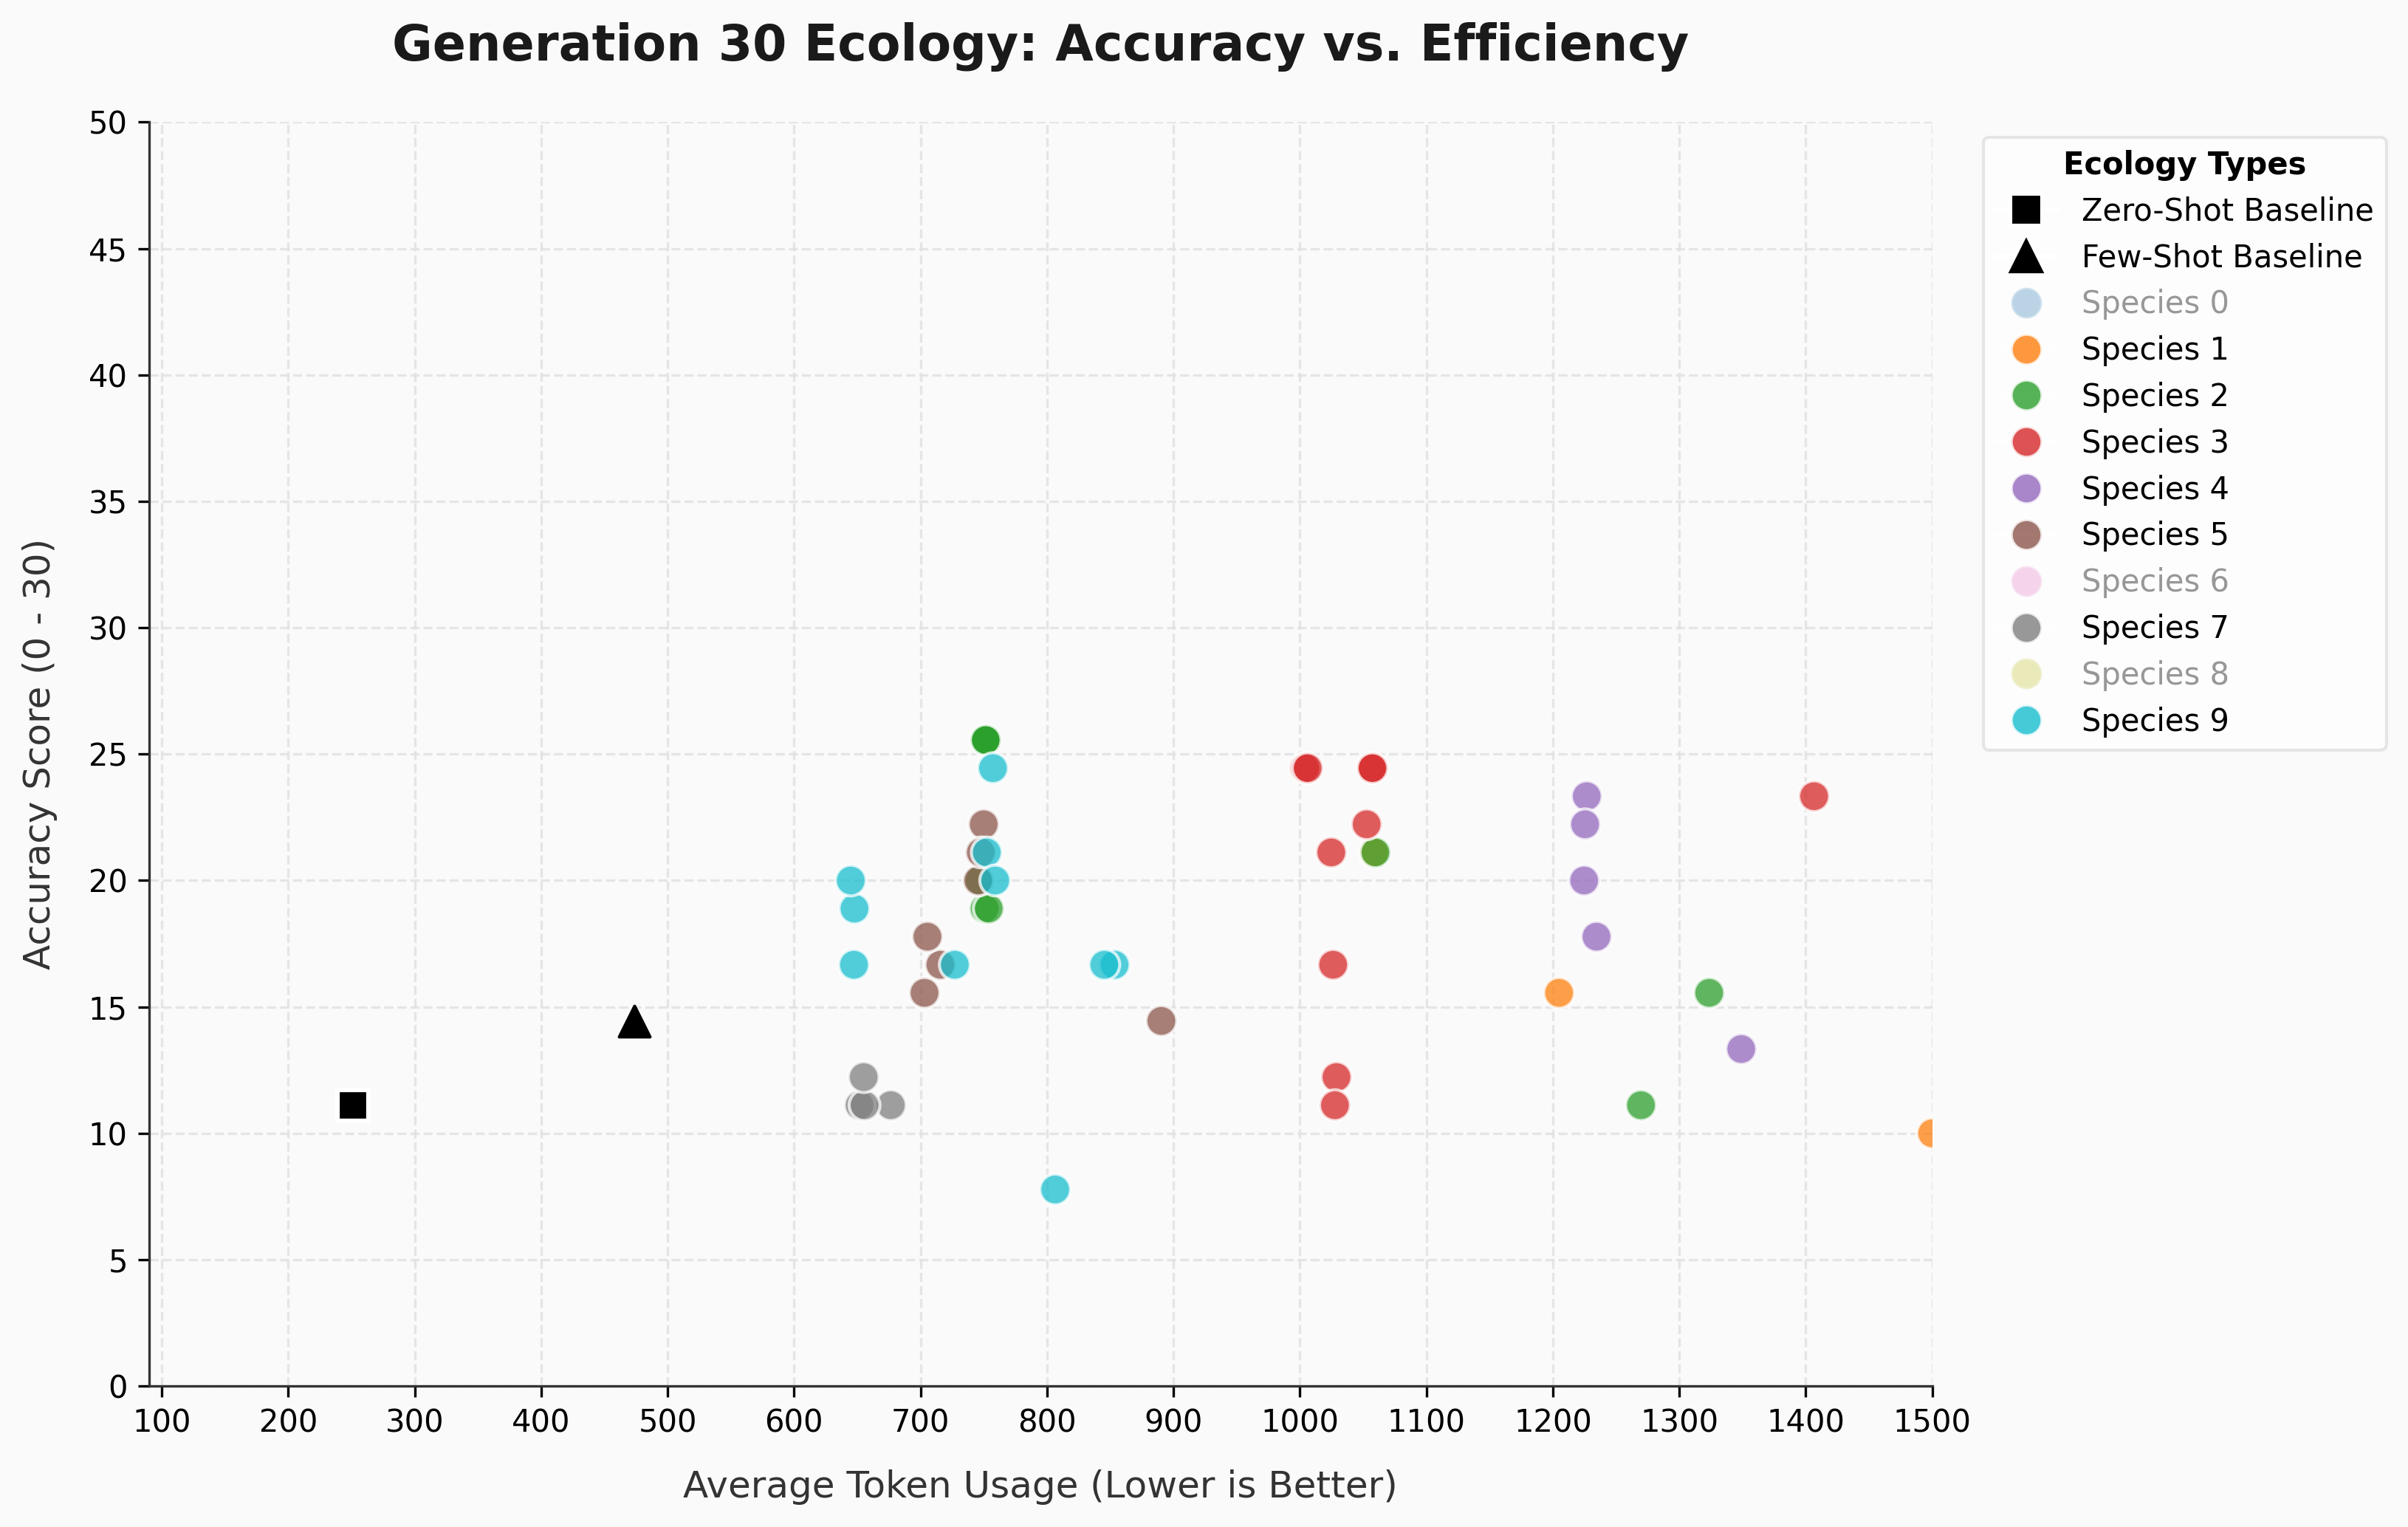 Generation 30 Ecology: Accuracy vs. Efficiency
50
45
40
35
30
25
20
15
10
5
0
Accuracy Score (0 - 30)
100 200 300 400 500 600 700 800 900 1000 1100 1200 1300 1400 1500
Average Token Usage (Lower is Better)
Ecology Types
Zero-Shot Baseline
Few-Shot Baseline
Species 0
Species 1
Species 2
Species 3
Species 4
Species 5
Species 6
Species 7
Species 8
Species 9